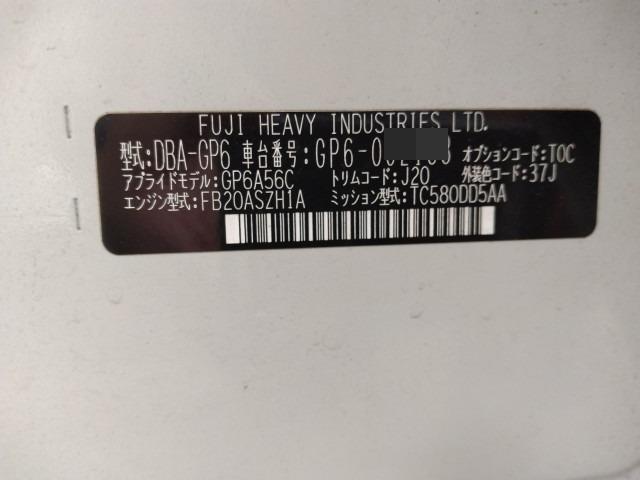 FUJI HEAVY INDUSTRIES LTD.
型式:DBA-GP6 車台番号: オプションコード:TOC
アプライドモデル:GP6A56C トリムコード:J20 外装色コード:37J
エンジン型式:FB20ASZH1A ミッション型式:TC580DD5AA